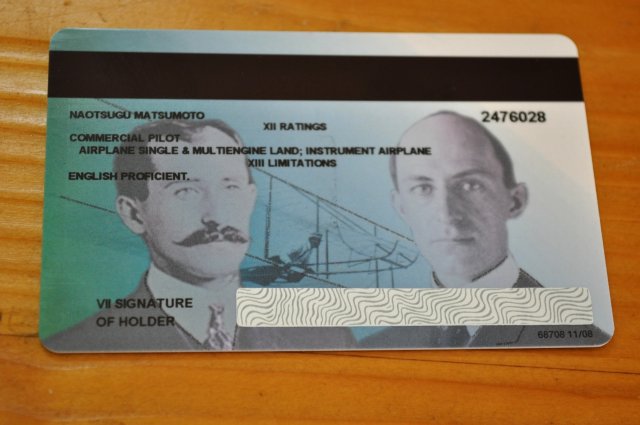 NAOTSUGU MATSUMOTO
2476028
XII RATINGS
COMMERCIAL PILOT
AIRPLANE SINGLE & MULTIENGINE LAND; INSTRUMENT AIRPLANE
XIII LIMITATIONS
ENGLISH PROFICIENT.
VII SIGNATURE
OF HOLDER
68708 11/08